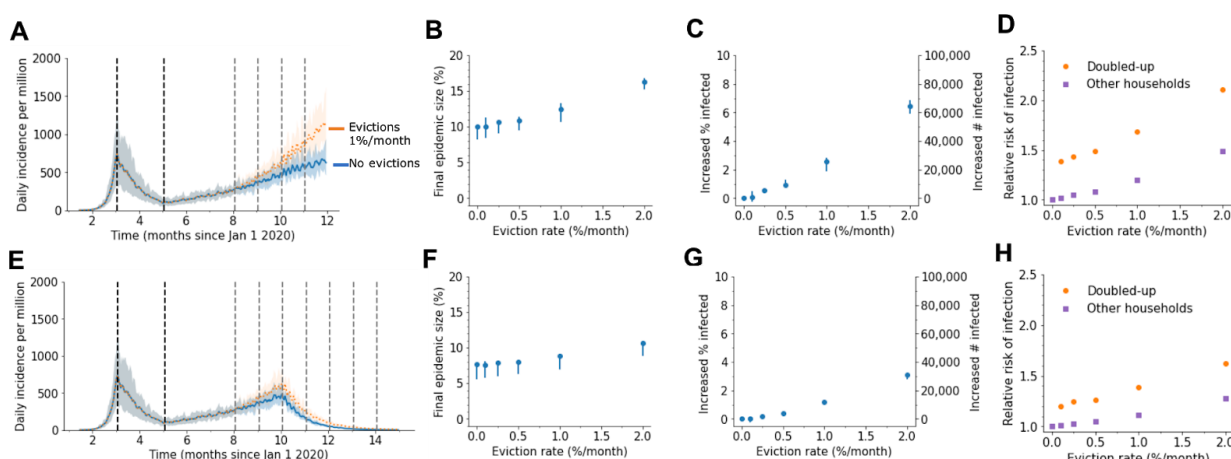 A
2000
1500
1000
500
0
Daily incidence per million
2 4 6 8 10 12
Time (months since Jan 1 2020)
Evictions
1%/month
No evictions
B
20
15
10
5
0
Final epidemic size (%)
0.0 0.5 1.0 1.5 2.0
Eviction rate (%/month)
C
10
8
6
4
2
0
Increased % infected
0.0 0.5 1.0 1.5 2.0
Eviction rate (%/month)
100,000
80,000
60,000
40,000
20,000
0
Increased # infected
D
2.5
2.0
1.5
1.0
Relative risk of infection
Doubled-up
Other households
0.0 0.5 1.0 1.5 2.0
Eviction rate (%/month)
E
2000
1500
1000
500
0
Daily incidence per million
2 4 6 8 10 12 14
Time (months since Jan 1 2020)
F
20
15
10
5
0
Final epidemic size (%)
0.0 0.5 1.0 1.5 2.0
Eviction rate (%/month)
G
10
8
6
4
2
0
Increased % infected
0.0 0.5 1.0 1.5 2.0
Eviction rate (%/month)
100,000
80,000
60,000
40,000
20,000
0
Increased # infected
H
2.5
2.0
1.5
1.0
Relative risk of infection
Doubled-up
Other households
0.0 0.5 1.0 1.5 2.0
Eviction rate (%/month)